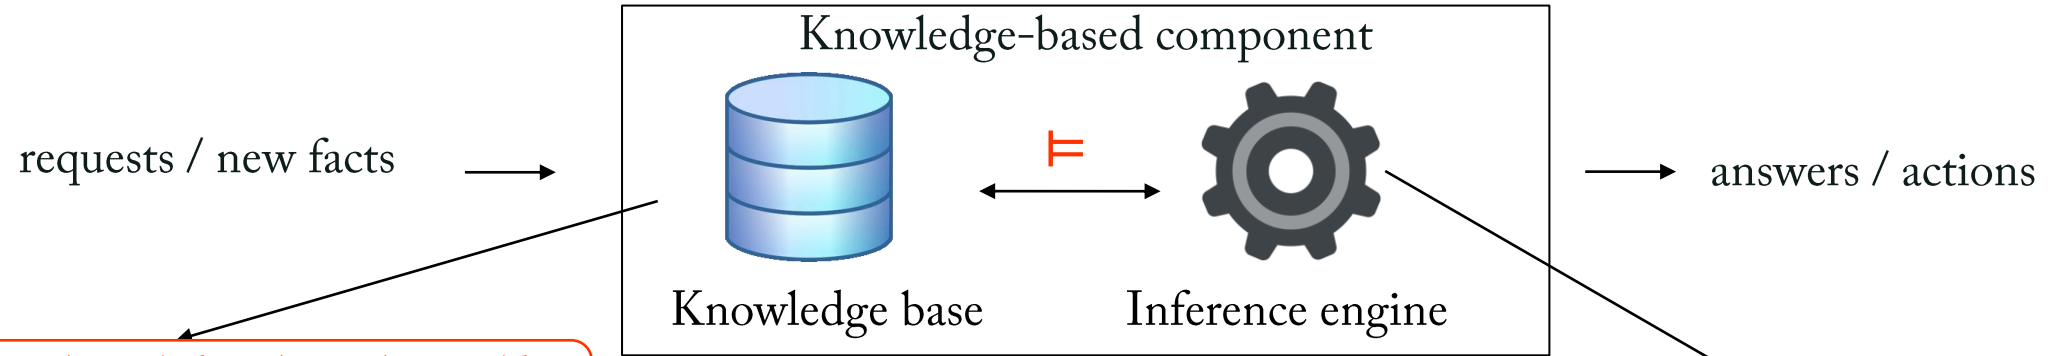 Knowledge-based component
requests / new facts
⊨
answers / actions
Knowledge base
Inference engine